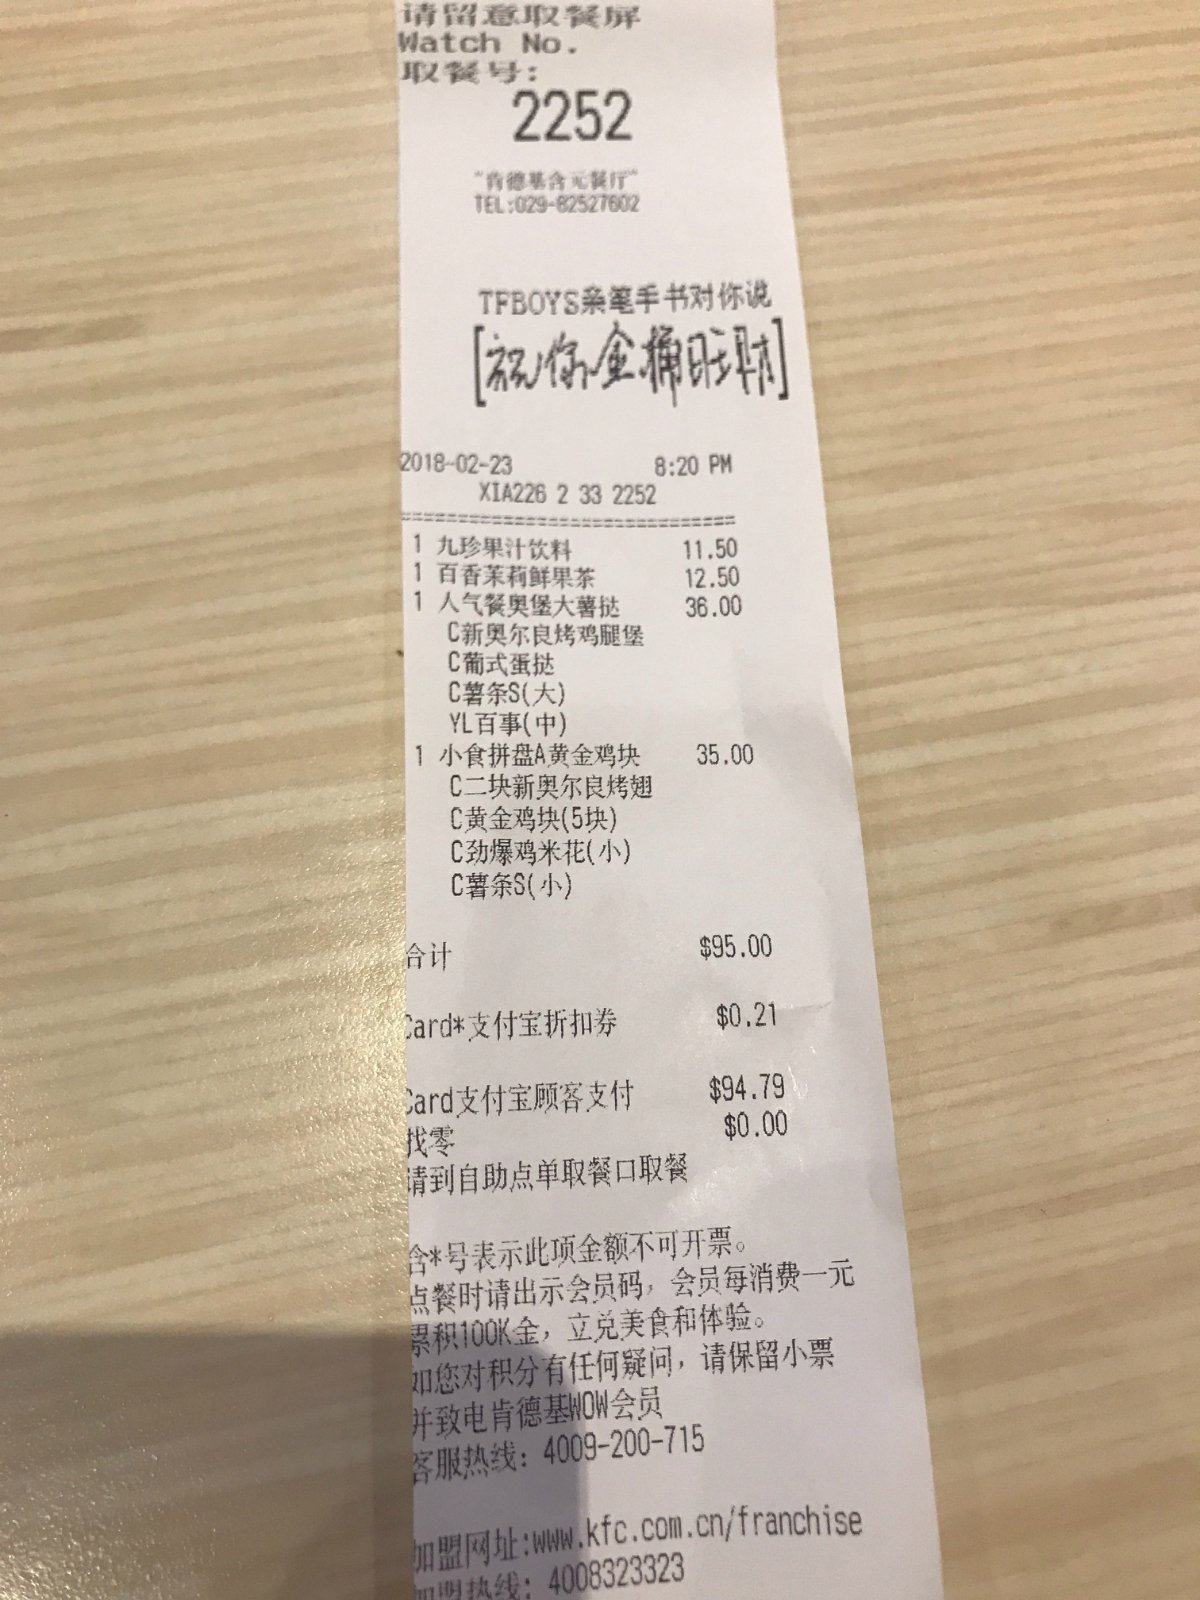 请留意取餐屏
Watch No.
取餐号:
2252
"肯德基含元餐厅"
TEL:029-82527602
TFBOYS亲笔手书对你说
[祝你金桶旺财]
2018-02-23 8:20 PM
XIA226 2 33 2252
==============================
1 九珍果汁饮料 11.50
1 百香茉莉鲜果茶 12.50
1 人气餐奥堡大薯挞 36.00
C新奥尔良烤鸡腿堡
C葡式蛋挞
C薯条S(大)
YL百事(中)
1 小食拼盘A黄金鸡块 35.00
C二块新奥尔良烤翅
C黄金鸡块(5块)
C劲爆鸡米花(小)
C薯条S(小)
合计 $95.00
Card*支付宝折扣券 $0.21
Card支付宝顾客支付 $94.79
找零 $0.00
请到自助点单取餐口取餐
含*号表示此项金额不可开票。
点餐时请出示会员码，会员每消费一元
累积100K金，立兑美食和体验。
如您对积分有任何疑问，请保留小票
并致电肯德基WOW会员
客服热线：4009-200-715
加盟网址:www.kfc.com.cn/franchise
加盟热线：4008323323